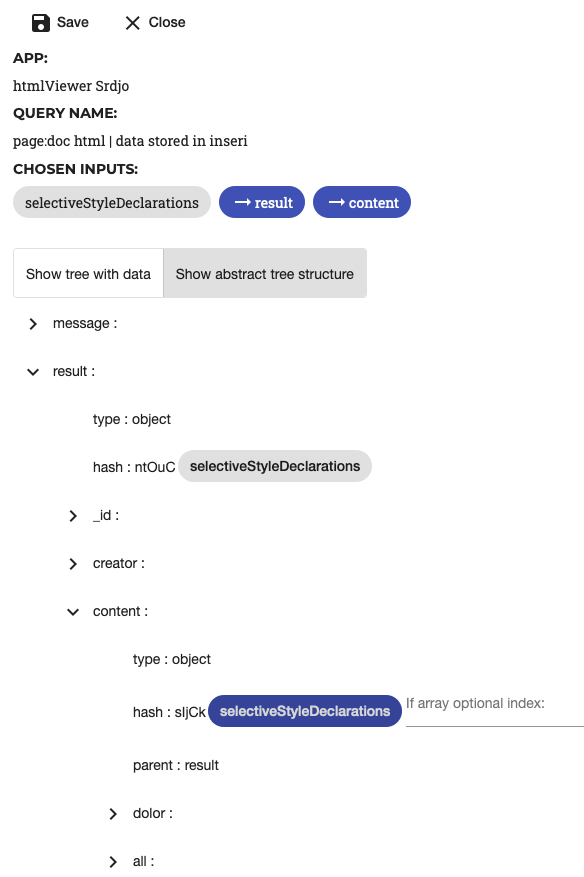 Save Close
APP:
htmlViewer Srdjo
QUERY NAME:
page:doc html | data stored in inseri
CHOSEN INPUTS:
selectiveStyleDeclarations → result → content
Show tree with data Show abstract tree structure
message :
result :
type : object
hash : ntOuC selectiveStyleDeclarations
_id :
creator :
content :
type : object
hash : sIjCk selectiveStyleDeclarations If array optional index:
parent : result
dolor :
all :